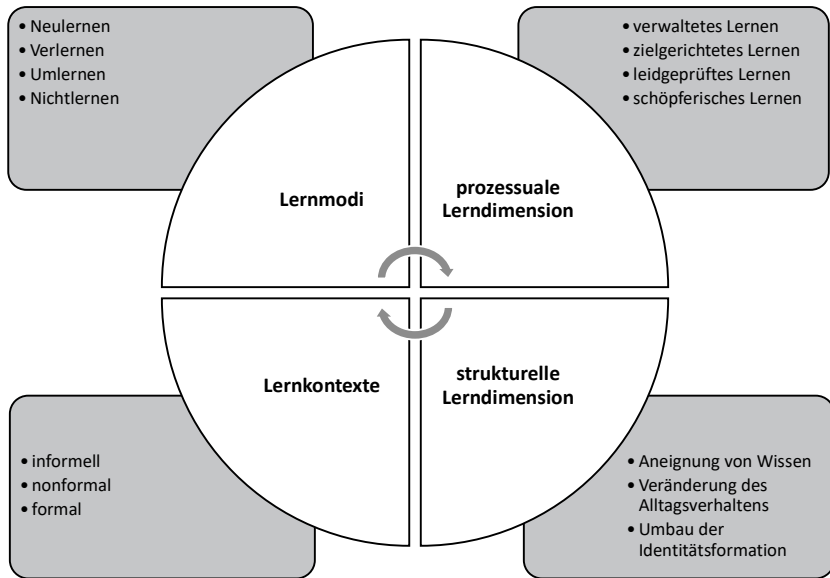 • Neulernen
• Verlernen
• Umlernen
• Nichtlernen
• verwaltetes Lernen
• zielgerichtetes Lernen
• leidgeprüftes Lernen
• schöpferisches Lernen
Lernmodi
prozessuale
Lerndimension
Lernkontexte
strukturelle
Lerndimension
• informell
• nonformal
• formal
• Aneignung von Wissen
• Veränderung des
Alltagsverhaltens
• Umbau der
Identitätsformation